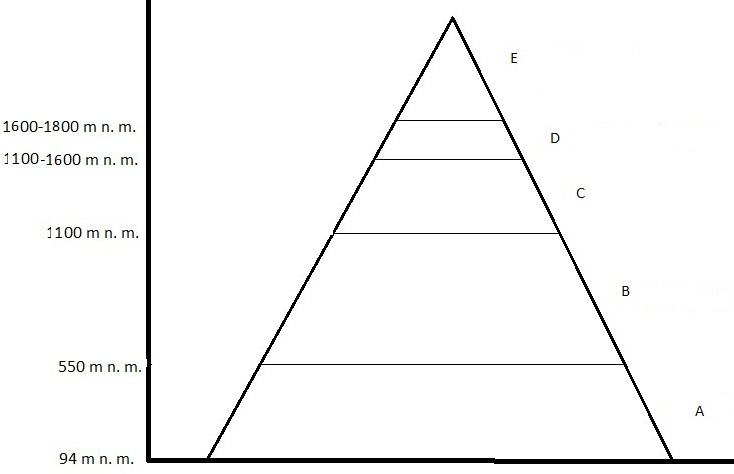 E
1600-1800 m n. m.
D
1100-1600 m n. m.
C
1100 m n. m.
B
550 m n. m.
A
94 m n. m.